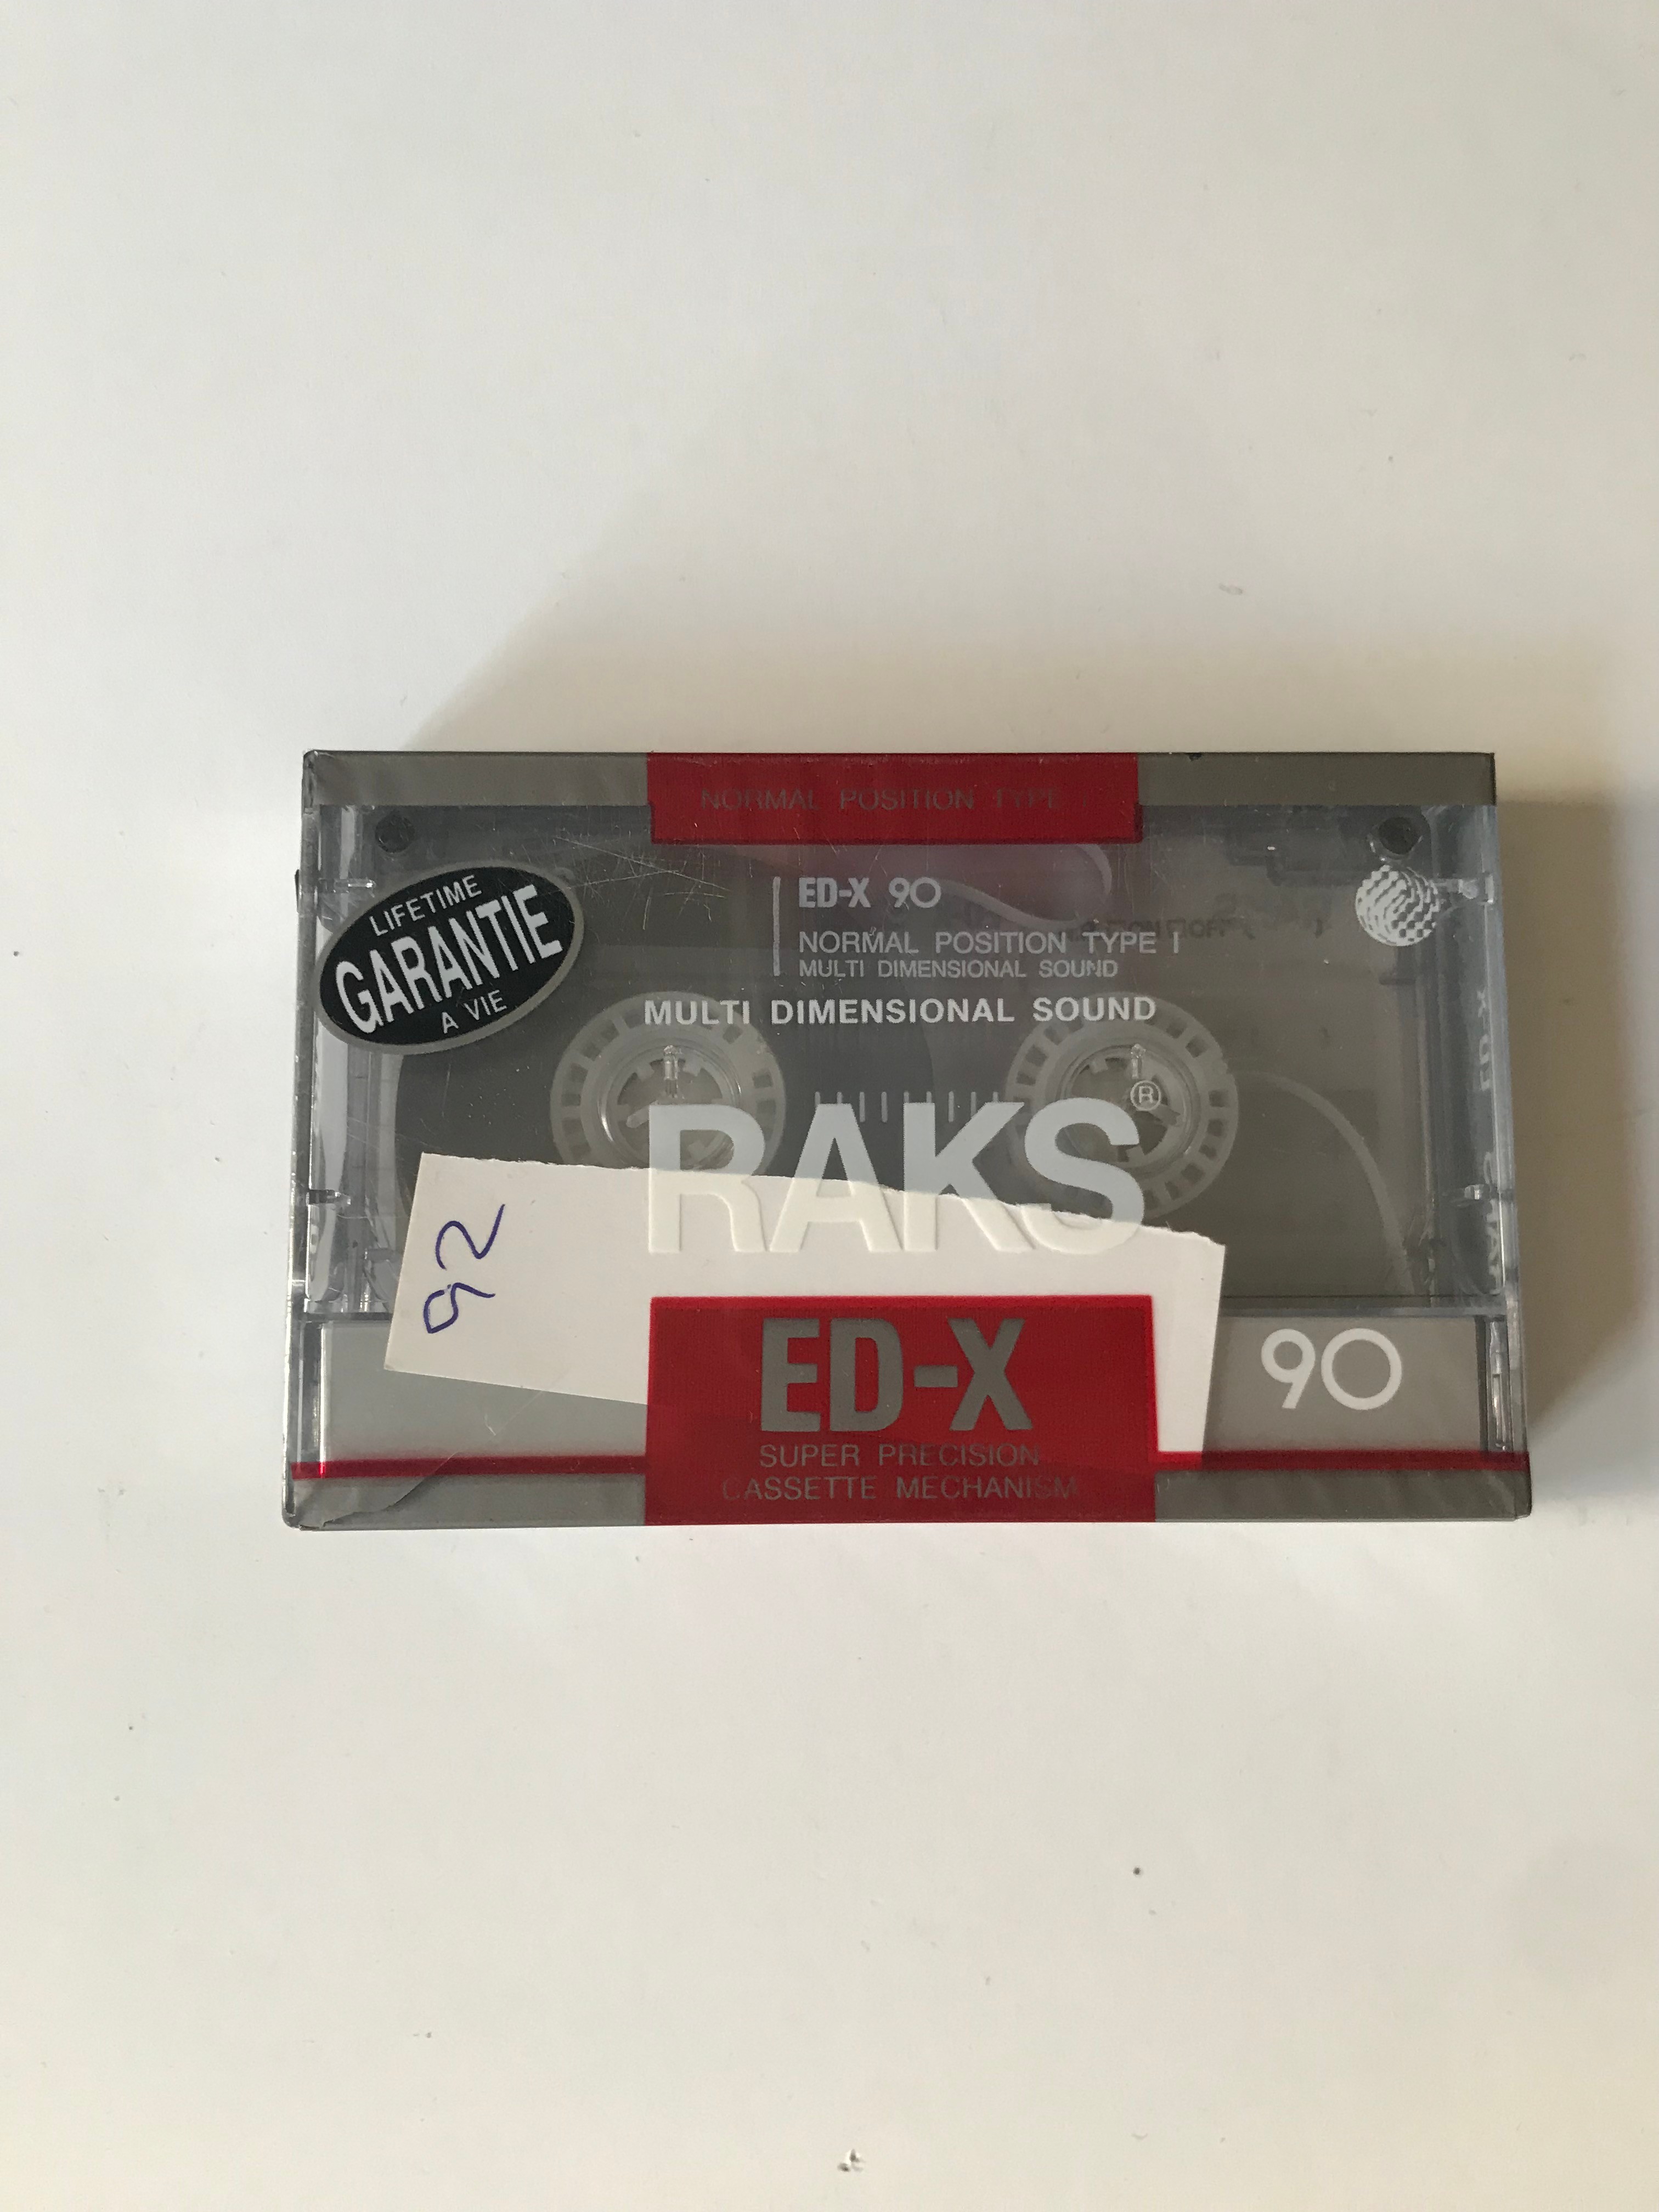 NORMAL POSITION TYPE I
LIFETIME
GARANTIE
A VIE
ED-X 90
NORMAL POSITION TYPE I
MULTI DIMENSIONAL SOUND
MULTI DIMENSIONAL SOUND
RAKS®
92
ED-X
90
SUPER PRECISION
CASSETTE MECHANISM